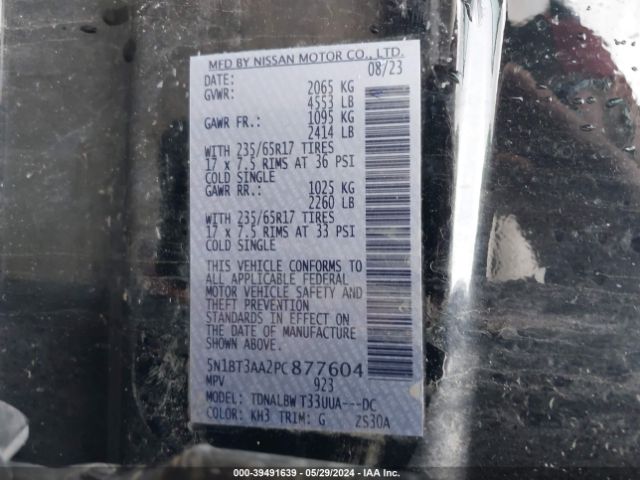 MFD BY NISSAN MOTOR CO., LTD.
DATE: 08/23
GVWR: 2065 KG
4553 LB
GAWR FR.: 1095 KG
2414 LB
WITH 235/65R17 TIRES
17 x 7.5 RIMS AT 36 PSI
COLD SINGLE
GAWR RR.: 1025 KG
2260 LB
WITH 235/65R17 TIRES
17 x 7.5 RIMS AT 33 PSI
COLD SINGLE
THIS VEHICLE CONFORMS TO
ALL APPLICABLE FEDERAL
MOTOR VEHICLE SAFETY AND
THEFT PREVENTION
STANDARDS IN EFFECT ON
THE DATE OF MANUFACTURE
SHOWN ABOVE.
5N1BT3AA2PC877604
MPV 923
MODEL: TDNALBW T33UUA---DC
COLOR: KH3 TRIM: G ZS30A
000-39491639 - 05/29/2024 - IAA Inc.